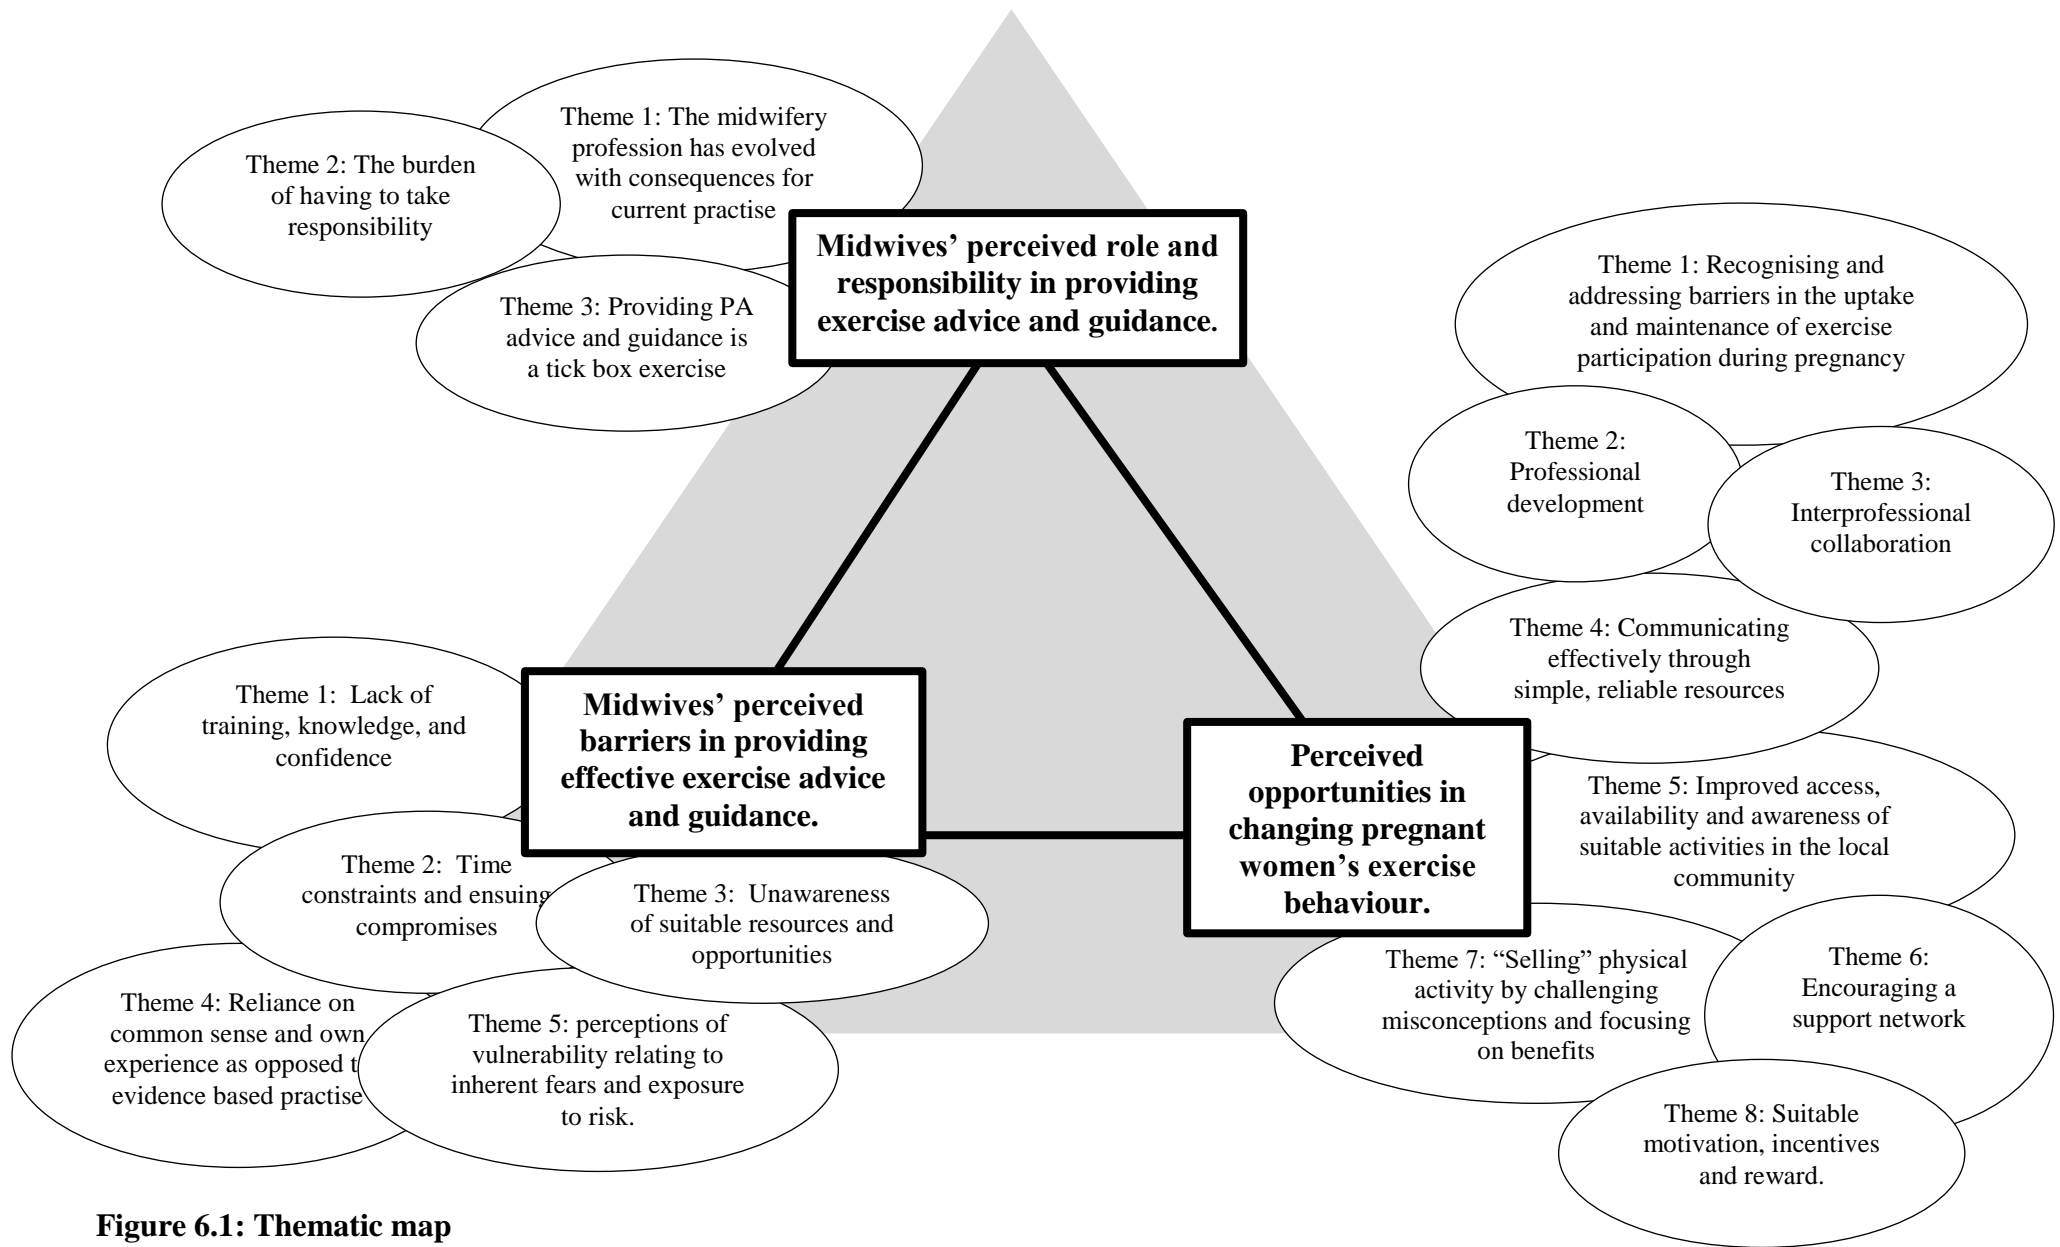 Theme 1: The midwifery
profession has evolved
with consequences for
current practise
Theme 2: The burden
of having to take
responsibility
Theme 3: Providing PA
advice and guidance is
a tick box exercise
Midwives’ perceived role and
responsibility in providing
exercise advice and guidance.
Theme 1: Recognising and
addressing barriers in the uptake
and maintenance of exercise
participation during pregnancy
Theme 2:
Professional
development
Theme 3:
Interprofessional
collaboration
Theme 4: Communicating
effectively through
simple, reliable resources
Theme 5: Improved access,
availability and awareness of
suitable activities in the local
community
Theme 6:
Encouraging a
support network
Theme 7: “Selling” physical
activity by challenging
misconceptions and focusing
on benefits
Theme 8: Suitable
motivation, incentives
and reward.
Perceived
opportunities in
changing pregnant
women’s exercise
behaviour.
Midwives’ perceived
barriers in providing
effective exercise advice
and guidance.
Theme 1: Lack of
training, knowledge, and
confidence
Theme 2: Time
constraints and ensuing
compromises
Theme 3: Unawareness
of suitable resources and
opportunities
Theme 4: Reliance on
common sense and own
experience as opposed t
evidence based practise
Theme 5: perceptions of
vulnerability relating to
inherent fears and exposure
to risk.
Figure 6.1: Thematic map